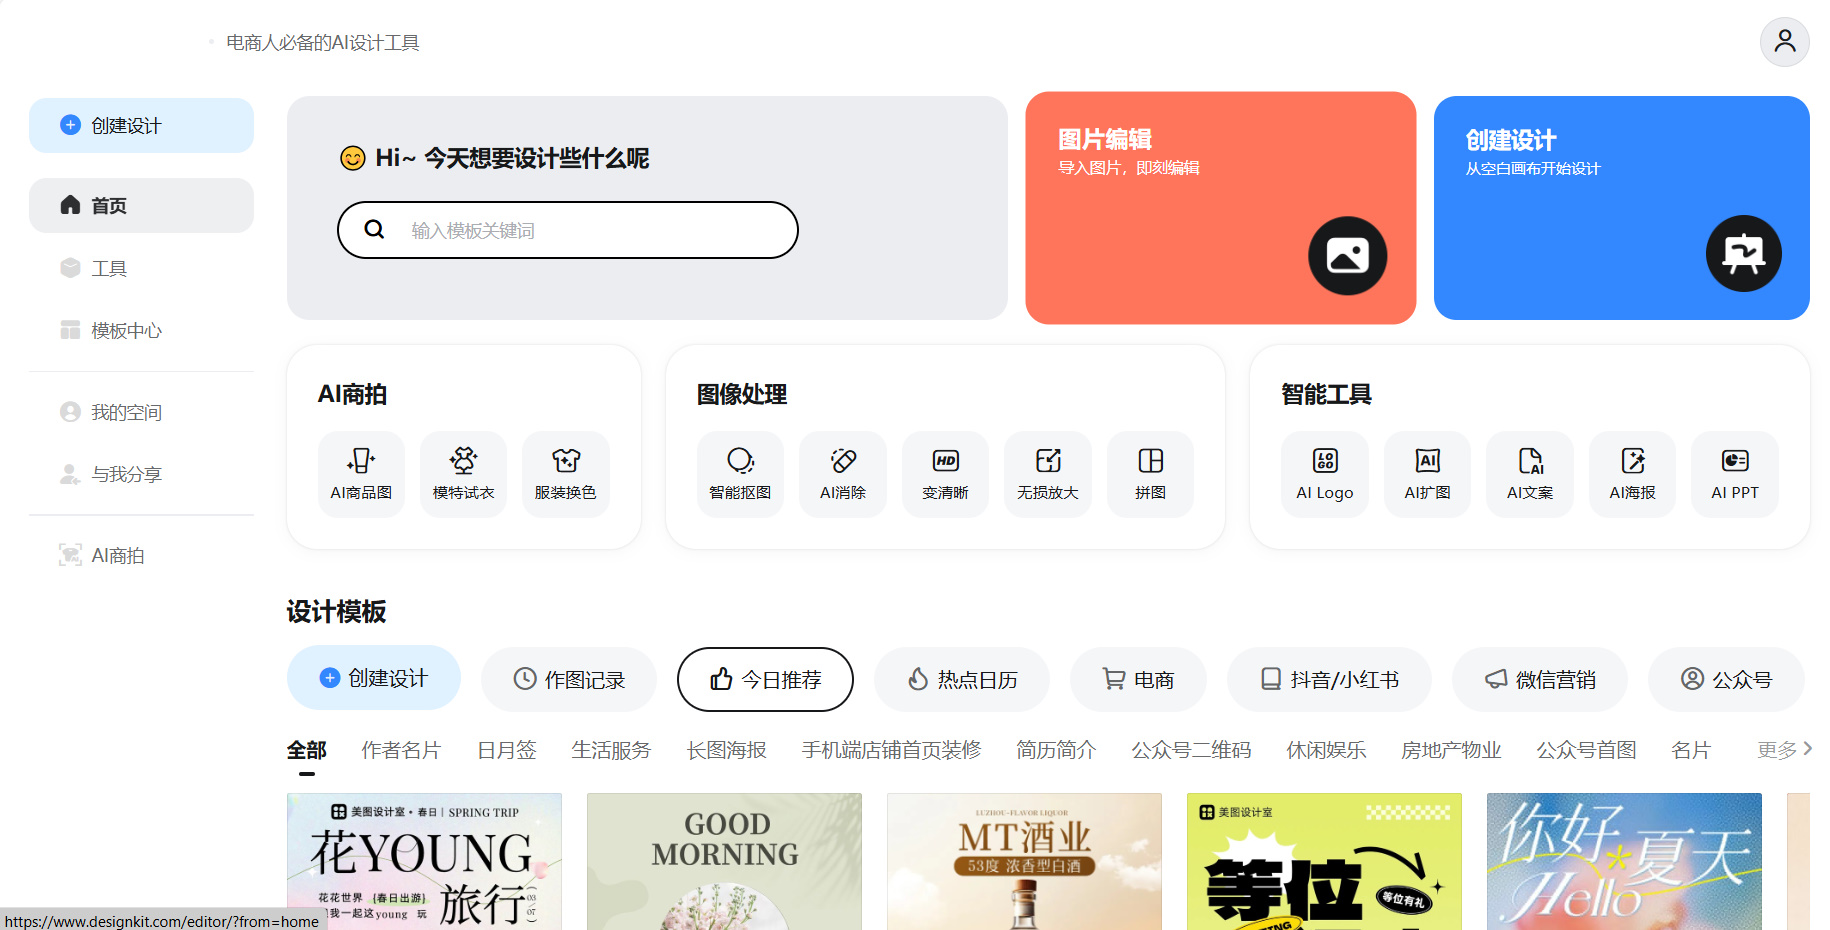 电商人必备的AI设计工具
创建设计
首页
工具
模板中心
我的空间
与我分享
AI商拍
Hi~ 今天想要设计些什么呢
输入模板关键词
图片编辑
导入图片，即刻编辑
创建设计
从空白画布开始设计
AI商拍
AI商品图
模特试衣
服装换色
图像处理
智能抠图
AI消除
HD
变清晰
无损放大
拼图
智能工具
LOGO
AI Logo
AI
AI扩图
AI
AI文案
AI海报
AI PPT
设计模板
创建设计
作图记录
今日推荐
热点日历
电商
抖音/小红书
微信营销
公众号
全部
作者名片
日月签
生活服务
长图海报
手机端店铺首页装修
简历简介
公众号二维码
休闲娱乐
房地产物业
公众号首图
名片
更多
美图设计室·春日 | SPRING TRIP
花YOUNG
花花世界 {春日出游}
我一起这young 玩
旅行
03
07
GOOD
MORNING
LUZHOU-FLAVOR LIQUOR
MT酒业
53度 浓香型白酒
美图设计室
等位
等位有礼
你好
夏天
Hello
https://www.designkit.com/editor/?from=home